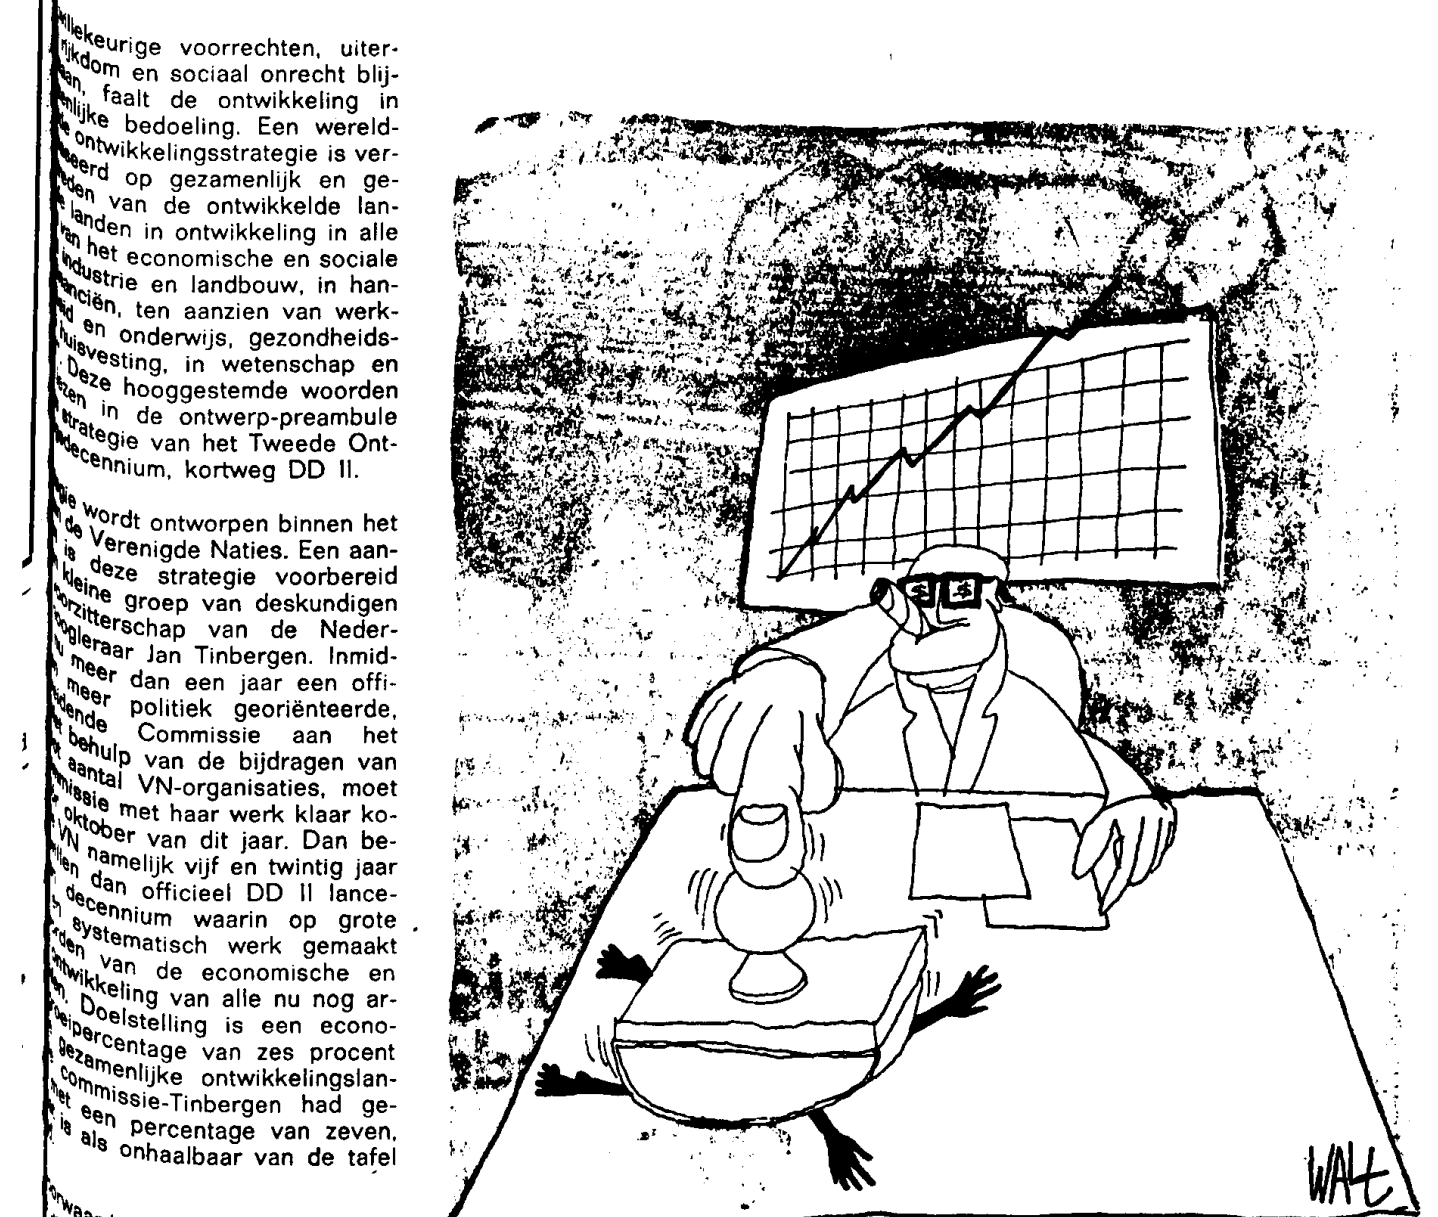 voorrechten, uiter-
en sociaal onrecht blij-
faalt de ontwikkeling in
bedoeling. Een wereld-
ontwikkelingsstrategie is ver-
op gezamenlijk en ge-
van de ontwikkelde lan-
landen in ontwikkeling in alle
van het economische en sociale
industrie en landbouw, in han-
ten aanzien van werk-
en onderwijs, gezondheids-
huisvesting, in wetenschap en
Deze hooggestemde woorden
in de ontwerp-preambule
strategie van het Tweede Ont-
decennium, kortweg DD II.
wordt ontworpen binnen het
de Verenigde Naties. Een aan-
is deze strategie voorbereid
kleine groep van deskundigen
van de Neder-
Jan Tinbergen. Inmid-
meer dan een jaar een offi-
meer politiek georiënteerde,
Commissie aan het
behulp van de bijdragen van
aantal VN-organisaties, moet
met haar werk klaar ko-
oktober van dit jaar. Dan be-
VN namelijk vijf en twintig jaar
dan officieel DD II lance-
decennium waarin op grote
systematisch werk gemaakt
van de economische en
van alle nu nog ar-
Doelstelling is een econo-
van zes procent
gezamenlijke ontwikkelingslan-
commissie-Tinbergen had ge-
met een percentage van zeven,
is als onhaalbaar van de tafel
$ $
WALT